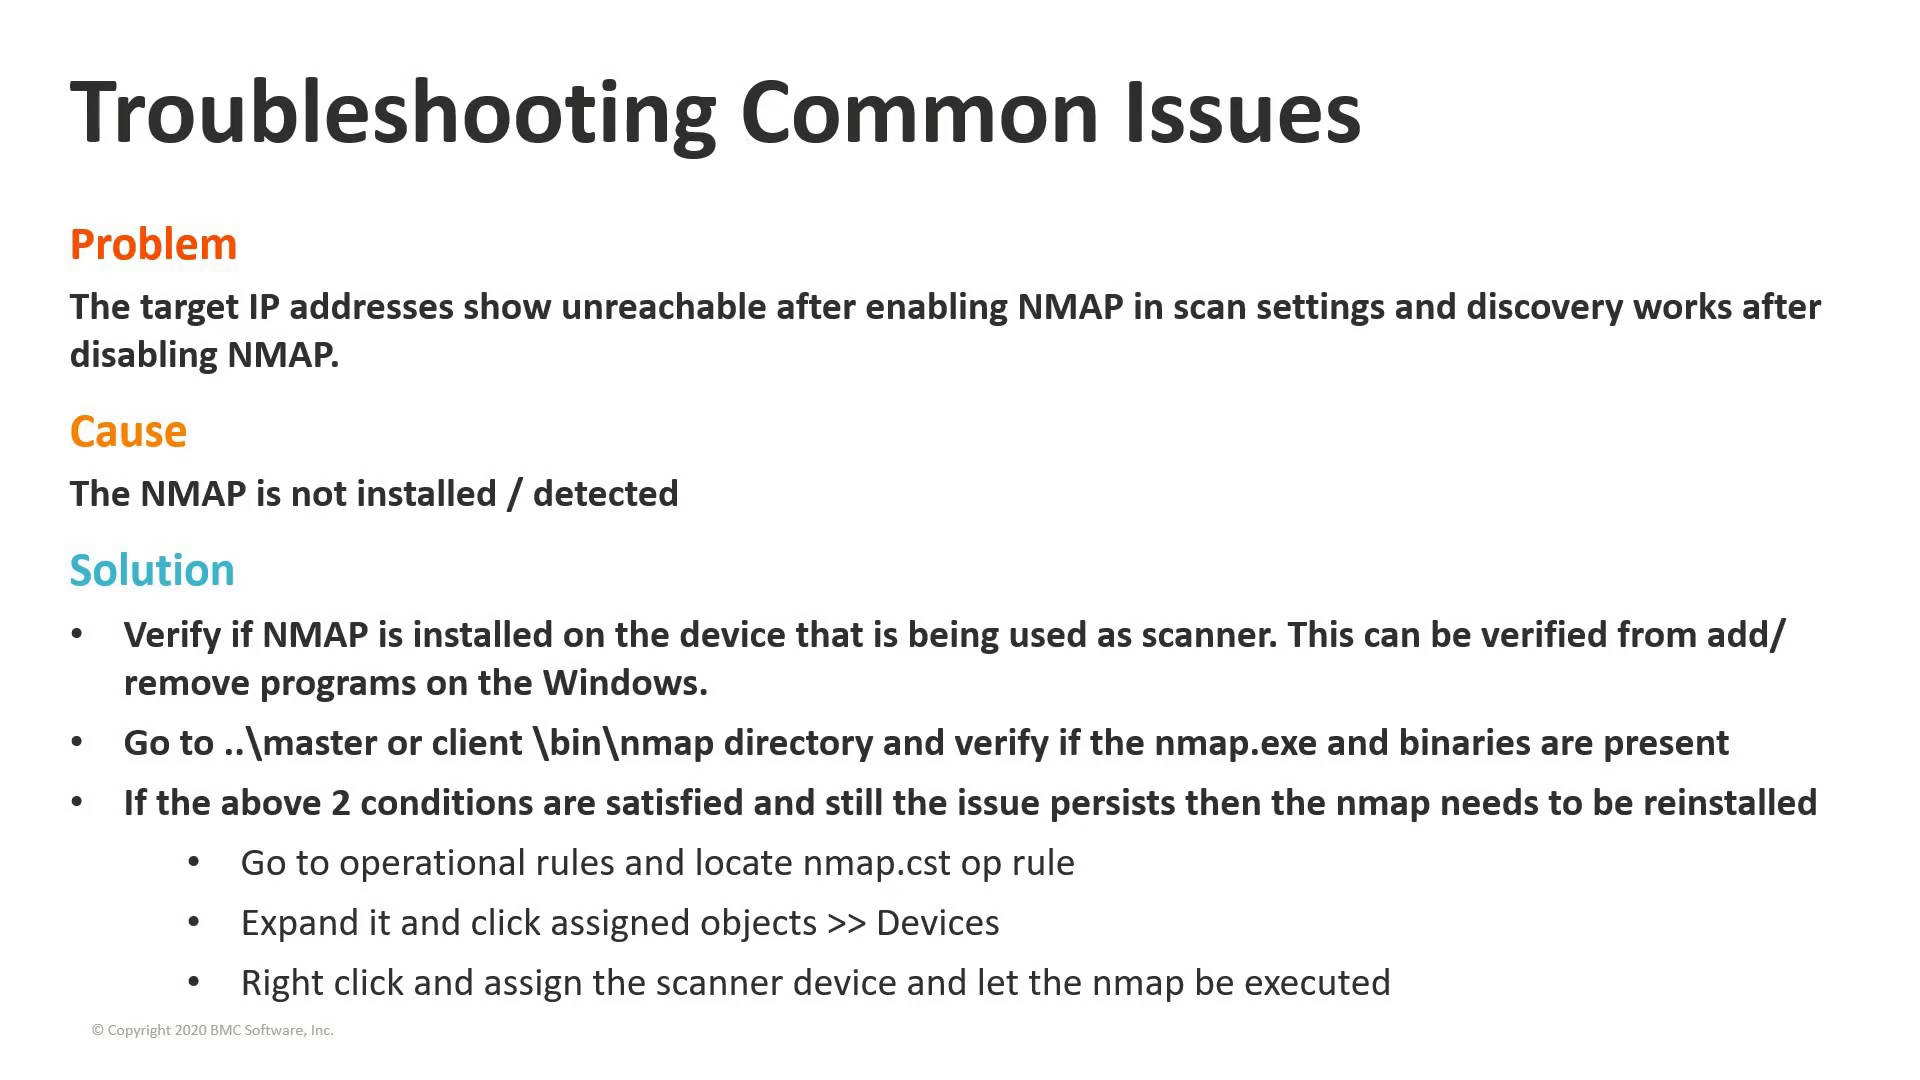 Troubleshooting Common Issues
Problem
The target IP addresses show unreachable after enabling NMAP in scan settings and discovery works after
disabling NMAP.
Cause
The NMAP is not installed / detected
Solution
• Verify if NMAP is installed on the device that is being used as scanner. This can be verified from add/
remove programs on the Windows.
• Go to ..\master or client \bin\nmap directory and verify if the nmap.exe and binaries are present
• If the above 2 conditions are satisfied and still the issue persists then the nmap needs to be reinstalled
• Go to operational rules and locate nmap.cst op rule
• Expand it and click assigned objects >> Devices
• Right click and assign the scanner device and let the nmap be executed
© Copyright 2020 BMC Software, Inc.